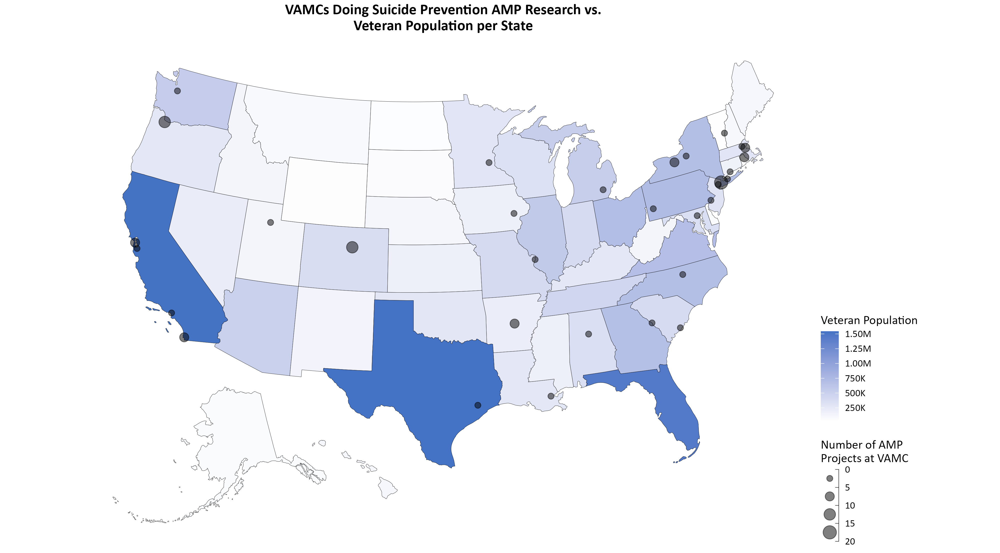 VAMCs Doing Suicide Prevention AMP Research vs.
Veteran Population per State
Veteran Population
1.50M
1.25M
1.00M
750K
500K
250K
Number of AMP
Projects at VAMC
0
5
10
15
20